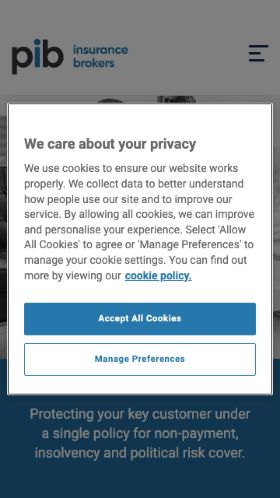 pib insurance
brokers
We care about your privacy
We use cookies to ensure our website works
properly. We collect data to better understand
how people use our site and to improve our
service. By allowing all cookies, we can improve
and personalise your experience. Select 'Allow
All Cookies' to agree or 'Manage Preferences' to
manage your cookie settings. You can find out
more by viewing our cookie policy.
Accept All Cookies
Manage Preferences
Protecting your key customer under
a single policy for non-payment,
insolvency and political risk cover.